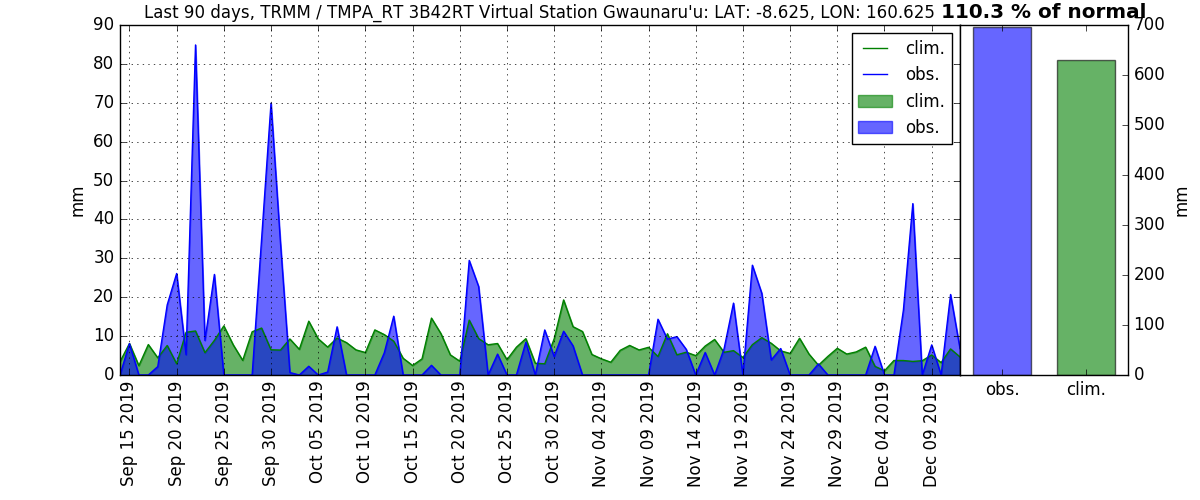 Last 90 days, TRMM / TMPA_RT 3B42RT Virtual Station Gwaunaru'u: LAT: -8.625, LON: 160.625 110.3 % of normal
90
80
70
60
50
40
30
20
10
0
mm
clim.
obs.
clim.
obs.
Sep 15 2019
Sep 20 2019
Sep 25 2019
Sep 30 2019
Oct 05 2019
Oct 10 2019
Oct 15 2019
Oct 20 2019
Oct 25 2019
Oct 30 2019
Nov 04 2019
Nov 09 2019
Nov 14 2019
Nov 19 2019
Nov 24 2019
Nov 29 2019
Dec 04 2019
Dec 09 2019
700
600
500
400
300
200
100
0
mm
obs.
clim.